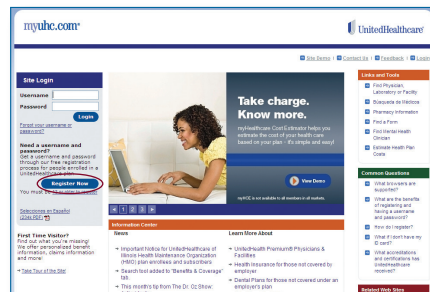 myuhc.com®
UnitedHealthcare
Site Demo | Contact Us | Feedback | Login
Site Login
Username
Password
Login
Forgot your username or
password?
Need a username and
password?
Get a username and password
through our free registration
process for people enrolled in a
UnitedHealthcare plan.
Register Now
You must be
Selecciones en Español
(234k PDF)
First Time Visitor?
Find out what you're missing!
We offer personalized benefit
information, claims information
and more!
Take Tour of the Site!
Take charge.
Know more.
myHealthcare Cost Estimator helps you
estimate the cost of your health care
based on your plan - it's simple and easy!
View Demo
myHCE is not available to all members in all markets.
1 2 3
Information Center
News
Important Notice for UnitedHealthcare of
Illinois Health Maintenance Organization
(HMO) plan enrollees and subscribers
Search tool added to "Benefits & Coverage"
tab.
This month's tip from The Dr. Oz Show:
Learn More About
UnitedHealth Premium® Physicians &
Facilities
Health Insurance for those not covered by
employer
Dental Plans for those not covered under an
employer's plan
Links and Tools
Find Physician,
Laboratory or Facility
Búsqueda de Médicos
Pharmacy Information
Find a Form
Find Mental Health
Clinician
Estimate Health Plan
Costs
Common Questions
What browsers are
supported?
What are the benefits
of registering and
having a username
and password?
How do I register?
What if I don't have my
ID card?
What accreditations
and certifications has
UnitedHealthcare
received?
Related Web Sites